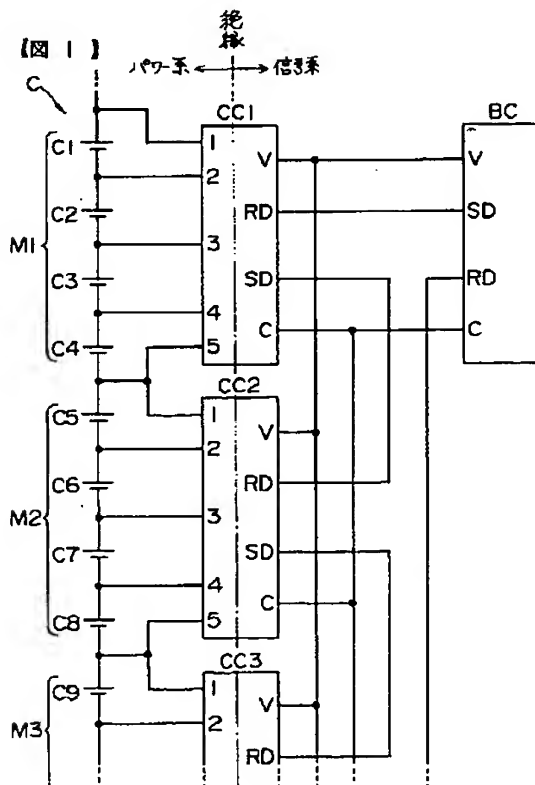 【図 1】
絶縁
パワー系
信号系
C
CC1
BC
C1
C2
C3
C4
M1
1
2
3
4
5
V
RD
SD
C
V
SD
RD
C
CC2
C5
C6
C7
C8
M2
1
2
3
4
5
V
RD
SD
C
CC3
C9
M3
1
2
V
RD